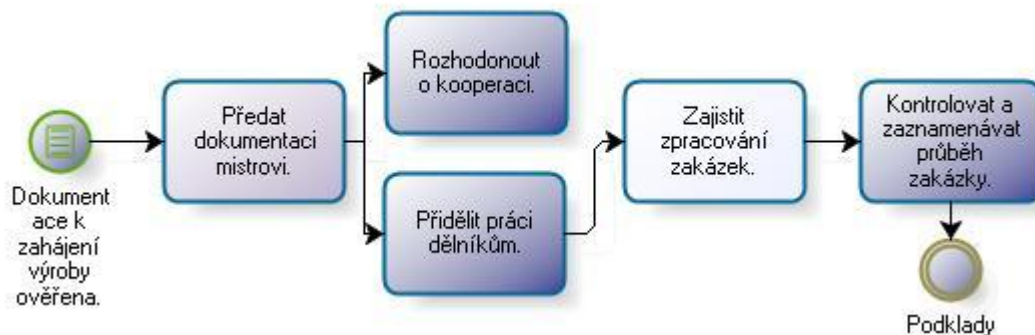 Dokument
ace k
zahájení
výroby
ověřena.
Předat
dokumentaci
mistrovi.
Rozhodonout
o kooperaci.
Přidělit práci
dělníkům.
Zajistit
zpracování
zakázek.
Kontrolovat a
zaznamenávat
průběh
zakázky.
Podklady